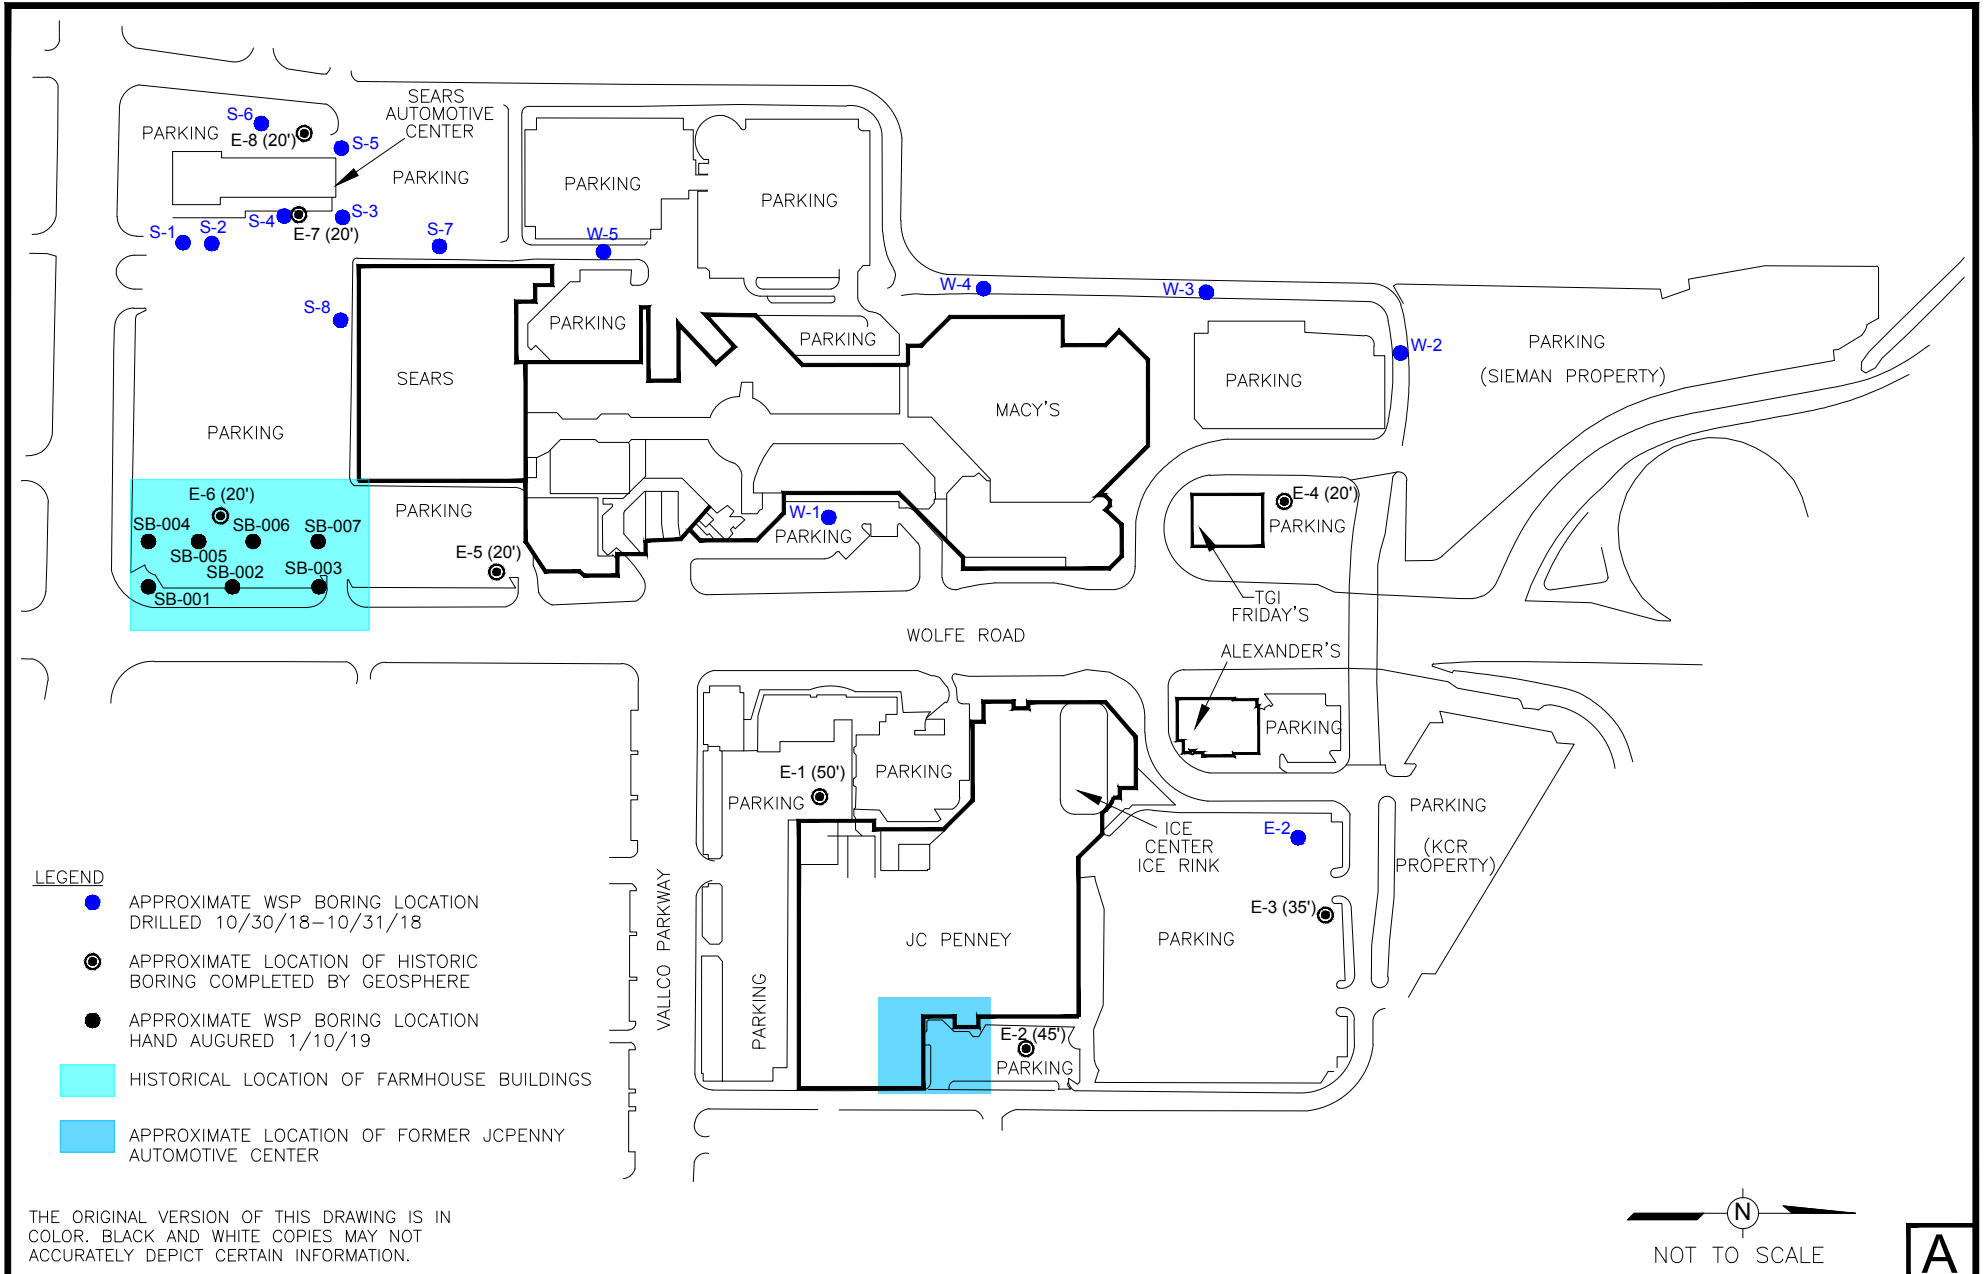 SEARS
AUTOMOTIVE
CENTER
S-6
PARKING
E-8 (20')
S-5
PARKING
PARKING
PARKING
S-4
S-3
E-7 (20')
S-1
S-2
S-7
W-5
W-4
W-3
S-8
PARKING
PARKING
W-2
PARKING
(SIEMAN PROPERTY)
SEARS
PARKING
MACY'S
PARKING
E-6 (20')
SB-004
SB-006
SB-007
SB-005
SB-002
SB-003
SB-001
PARKING
E-5 (20')
W-1
PARKING
E-4 (20')
PARKING
TGI
FRIDAY'S
WOLFE ROAD
ALEXANDER'S
PARKING
E-1 (50')
PARKING
PARKING
ICE
CENTER
ICE RINK
E-2
PARKING
(KCR
PROPERTY)
E-3 (35')
PARKING
JC PENNEY
VALLCO PARKWAY
PARKING
E-2 (45')
PARKING
LEGEND
APPROXIMATE WSP BORING LOCATION
DRILLED 10/30/18-10/31/18
APPROXIMATE LOCATION OF HISTORIC
BORING COMPLETED BY GEOSPHERE
APPROXIMATE WSP BORING LOCATION
HAND AUGURED 1/10/19
HISTORICAL LOCATION OF FARMHOUSE BUILDINGS
APPROXIMATE LOCATION OF FORMER JCPENNY
AUTOMOTIVE CENTER
THE ORIGINAL VERSION OF THIS DRAWING IS IN
COLOR. BLACK AND WHITE COPIES MAY NOT
ACCURATELY DEPICT CERTAIN INFORMATION.
N
NOT TO SCALE
A